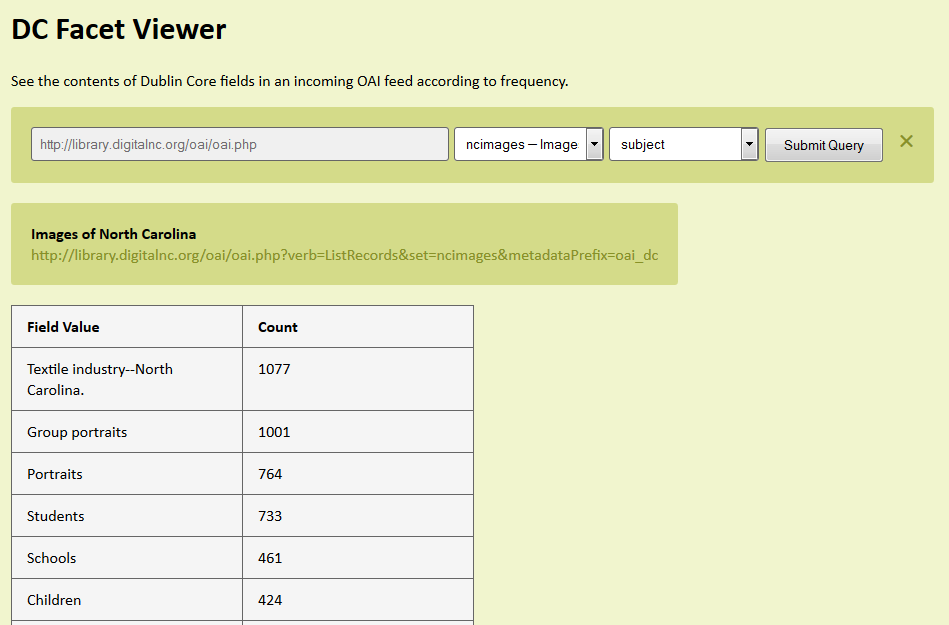 DC Facet Viewer
See the contents of Dublin Core fields in an incoming OAI feed according to frequency.
http://library.digitalnc.org/oai/oai.php ncimages – Image subject Submit Query ×
Images of North Carolina
http://library.digitalnc.org/oai/oai.php?verb=ListRecords&set=ncimages&metadataPrefix=oai_dc
Field Value Count
Textile industry--North 1077
Carolina.
Group portraits 1001
Portraits 764
Students 733
Schools 461
Children 424